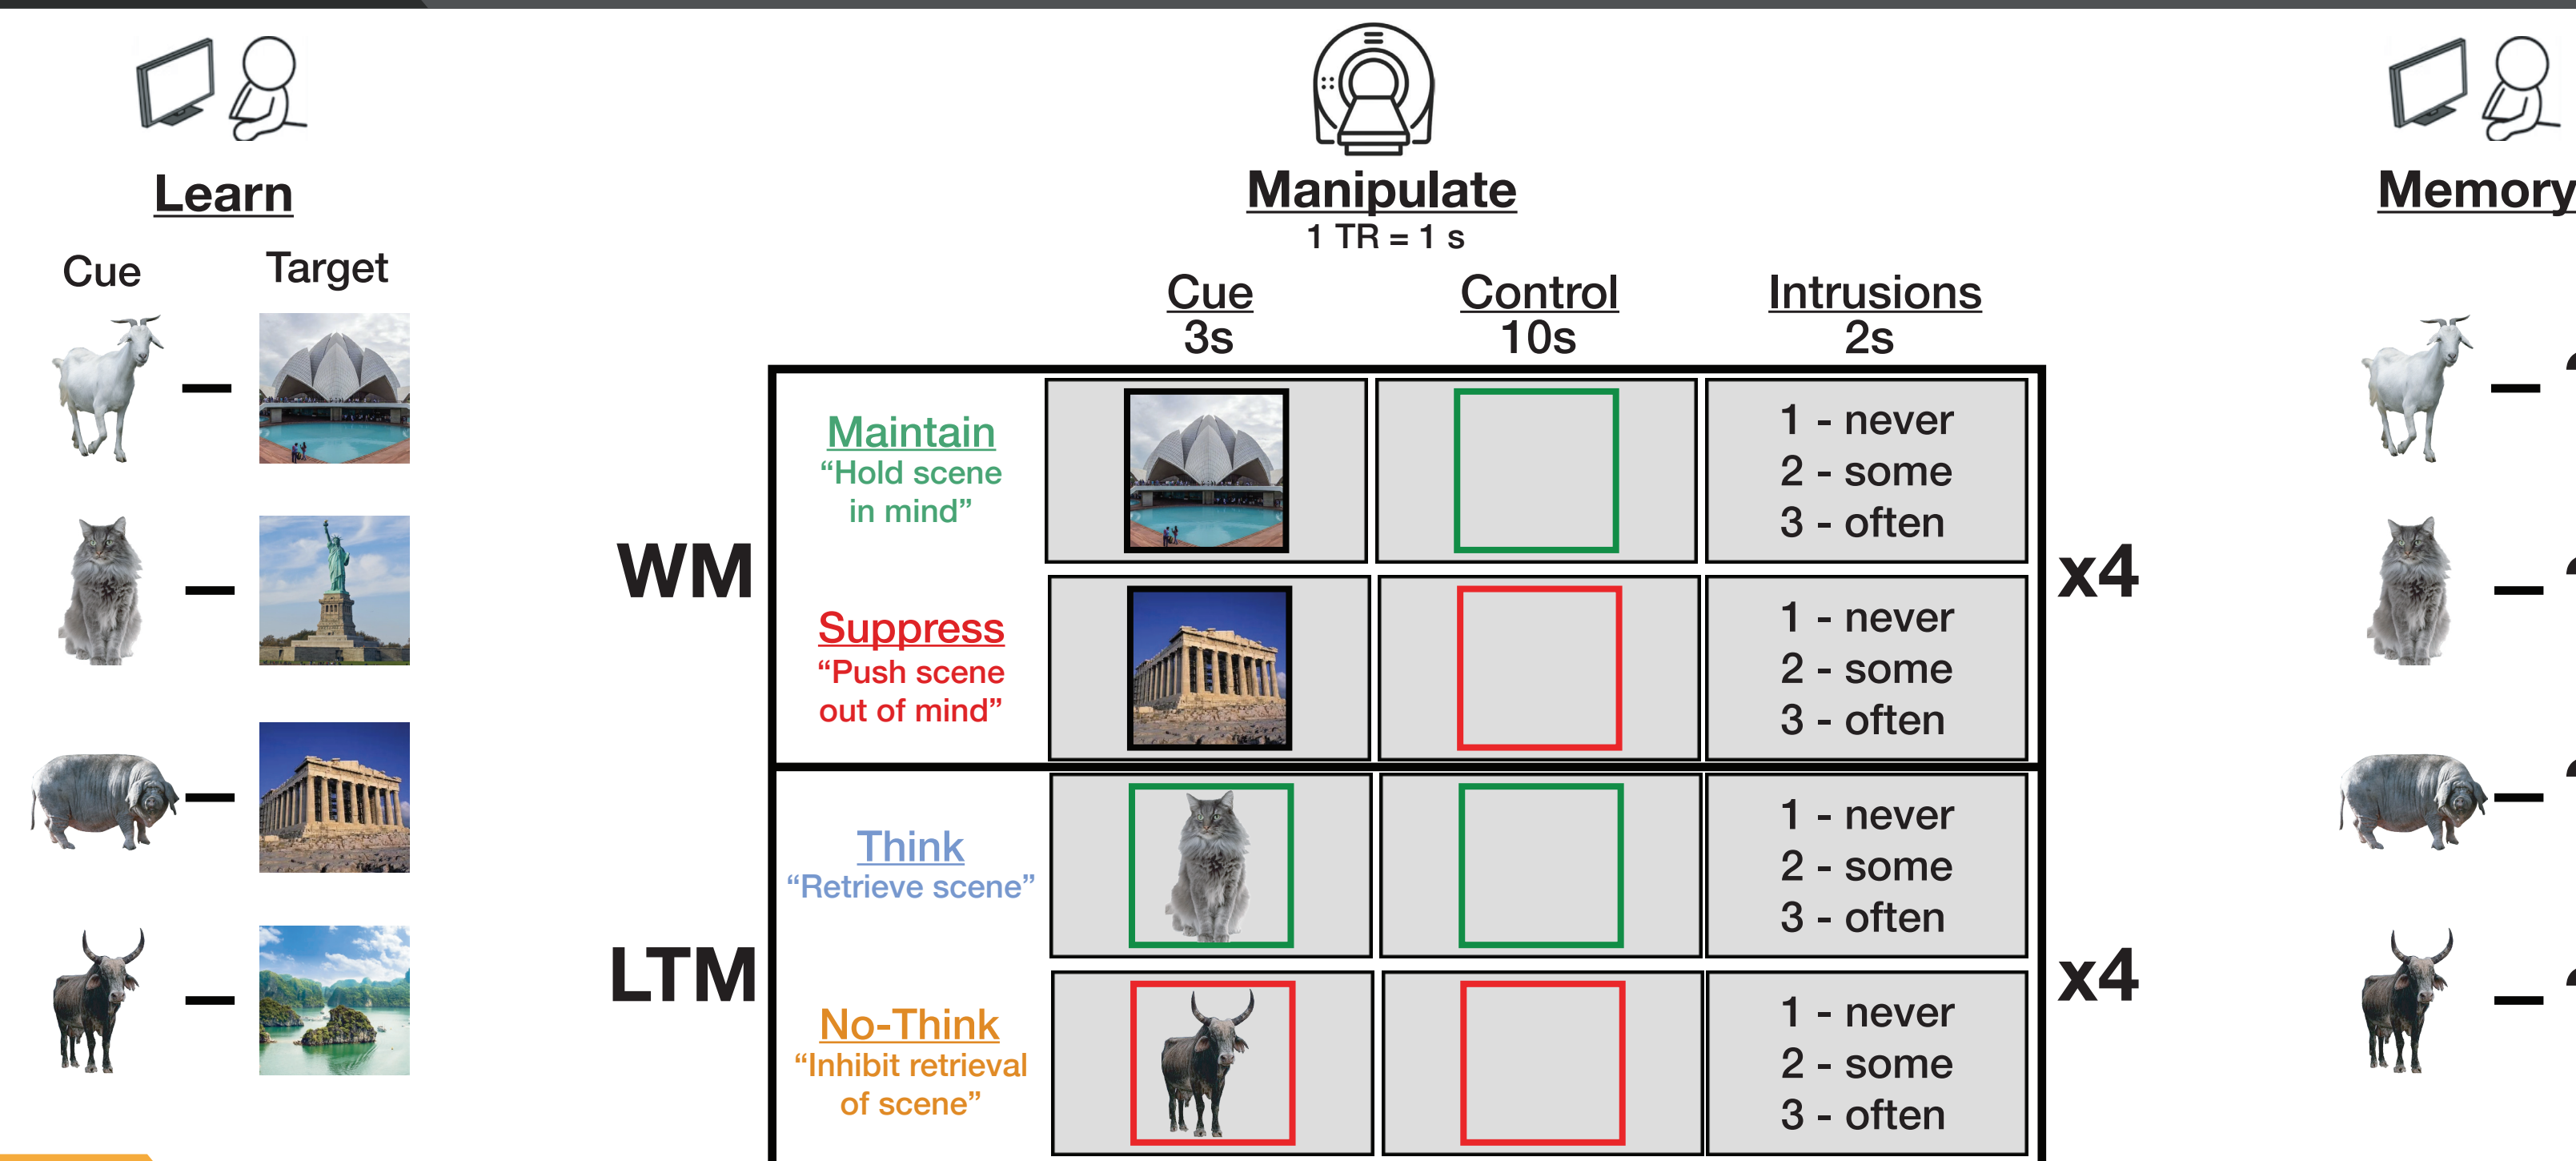 Learn
Cue
Target
Manipulate
1 TR = 1 s
Cue
3s
Control
10s
Intrusions
2s
WM
Maintain
“Hold scene
in mind”
1 - never
2 - some
3 - often
Suppress
“Push scene
out of mind”
1 - never
2 - some
3 - often
x4
LTM
Think
“Retrieve scene”
1 - never
2 - some
3 - often
No-Think
“Inhibit retrieval
of scene”
1 - never
2 - some
3 - often
x4
Memory